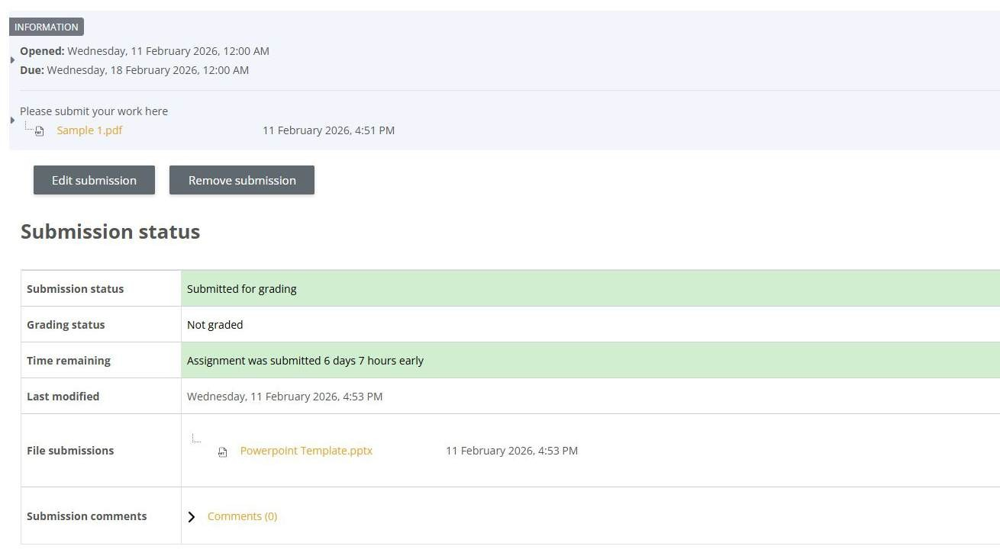 INFORMATION
Opened: Wednesday, 11 February 2026, 12:00 AM
Due: Wednesday, 18 February 2026, 12:00 AM
Please submit your work here
Sample 1.pdf 11 February 2026, 4:51 PM
Edit submission Remove submission
Submission status
Submission status Submitted for grading
Grading status Not graded
Time remaining Assignment was submitted 6 days 7 hours early
Last modified Wednesday, 11 February 2026, 4:53 PM
File submissions Powerpoint Template.pptx 11 February 2026, 4:53 PM
Submission comments Comments (0)